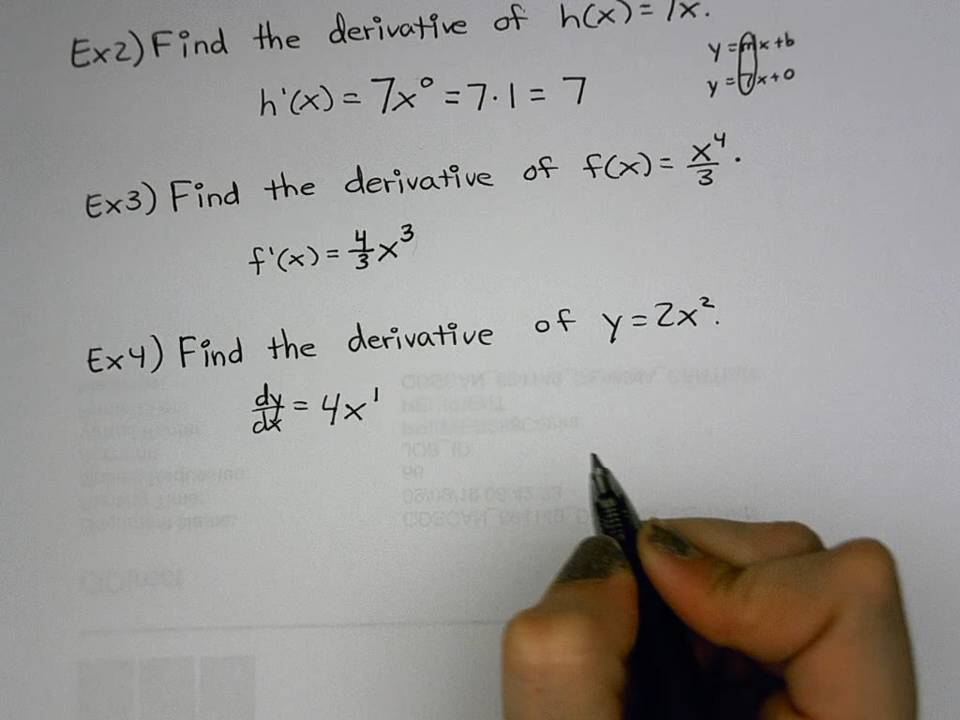 Ex2) Find the derivative of h(x) = 7x.
y = mx + b
y = 7x + 0
h'(x) = 7x⁰ = 7·1 = 7
Ex3) Find the derivative of f(x) = x⁴/3.
f'(x) = 4/3 x³
Ex4) Find the derivative of y = 2x².
dy/dx = 4x¹